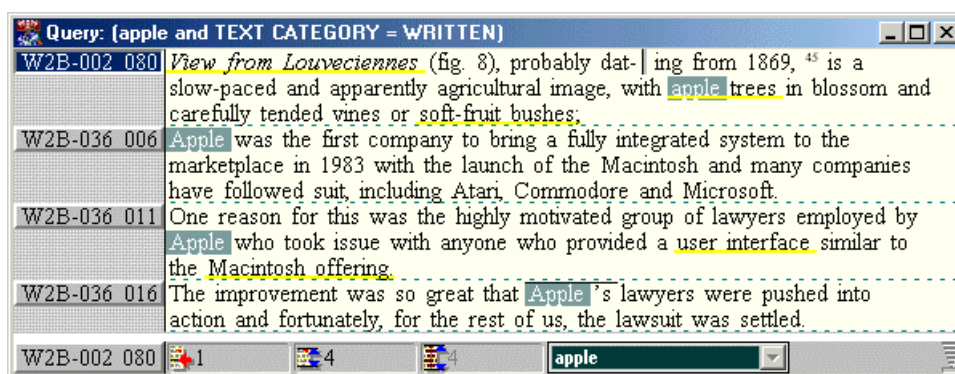 Query: (apple and TEXT CATEGORY = WRITTEN)
W2B-002 080 View from Louveciennes (fig. 8), probably dat-| ing from 1869, 45 is a
slow-paced and apparently agricultural image, with apple trees in blossom and
carefully tended vines or soft-fruit bushes;
W2B-036 006 Apple was the first company to bring a fully integrated system to the
marketplace in 1983 with the launch of the Macintosh and many companies
have followed suit, including Atari, Commodore and Microsoft.
W2B-036 011 One reason for this was the highly motivated group of lawyers employed by
Apple who took issue with anyone who provided a user interface similar to
the Macintosh offering.
W2B-036 016 The improvement was so great that Apple 's lawyers were pushed into
action and fortunately, for the rest of us, the lawsuit was settled.
W2B-002 080 1 4 4 apple